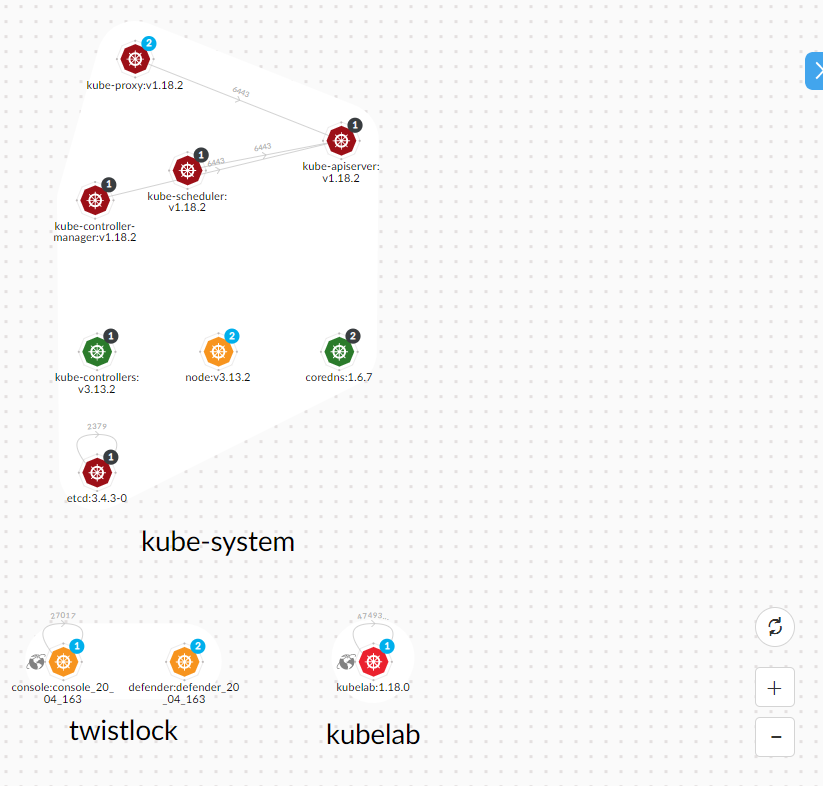 2
kube-proxy:v1.18.2
6443
1
kube-apiserver:
v1.18.2
6443
6443
1
kube-scheduler:
v1.18.2
1
kube-controller-
manager:v1.18.2
1
kube-controllers:
v3.13.2
2
node:v3.13.2
2
coredns:1.6.7
2379
1
etcd:3.4.3-0
kube-system
27017
1
console:console_20_
04_163
2
defender:defender_20
_04_163
twistlock
47493...
1
kubelab:1.18.0
kubelab